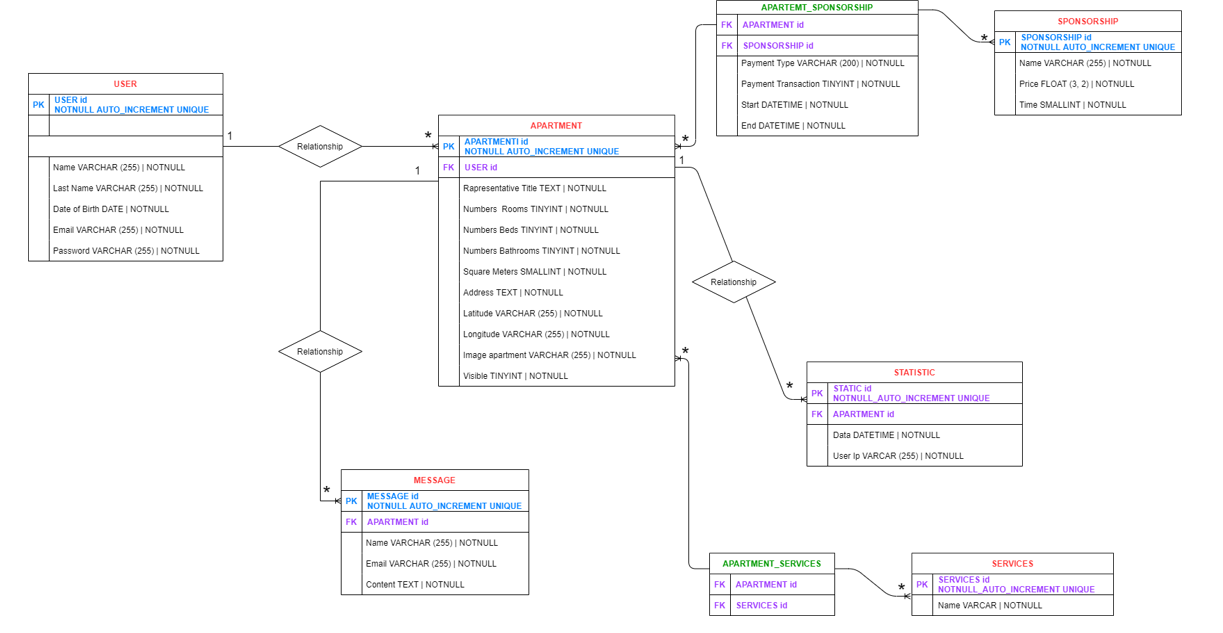 APARTEMT_SPONSORSHIP
FK APARTMENT id
FK SPONSORSHIP id
Payment Type VARCHAR (200) | NOTNULL
Payment Transaction TINYINT | NOTNULL
Start DATETIME | NOTNULL
End DATETIME | NOTNULL
*
SPONSORSHIP
PK SPONSORSHIP id
NOTNULL AUTO_INCREMENT UNIQUE
Name VARCHAR (255) | NOTNULL
Price FLOAT (3, 2) | NOTNULL
Time SMALLINT | NOTNULL
USER
PK USER id
NOTNULL AUTO_INCREMENT UNIQUE
Name VARCHAR (255) | NOTNULL
Last Name VARCHAR (255) | NOTNULL
Date of Birth DATE | NOTNULL
Email VARCHAR (255) | NOTNULL
Password VARCHAR (255) | NOTNULL
1
Relationship
*
APARTMENT
PK APARTMENTI id
NOTNULL AUTO_INCREMENT UNIQUE
FK USER id
Representative Title TEXT | NOTNULL
Numbers Rooms TINYINT | NOTNULL
Numbers Beds TINYINT | NOTNULL
Numbers Bathrooms TINYINT | NOTNULL
Square Meters SMALLINT | NOTNULL
Address TEXT | NOTNULL
Latitude VARCHAR (255) | NOTNULL
Longitude VARCHAR (255) | NOTNULL
Image apartment VARCHAR (255) | NOTNULL
Visible TINYINT | NOTNULL
*
1
1
Relationship
Relationship
*
*
STATISTIC
PK STATIC id
NOTNULL_AUTO_INCREMENT UNIQUE
FK APARTMENT id
Data DATETIME | NOTNULL
User Ip VARCAR (255) | NOTNULL
*
MESSAGE
PK MESSAGE id
NOTNULL AUTO_INCREMENT UNIQUE
FK APARTMENT id
Name VARCHAR (255) | NOTNULL
Email VARCHAR (255) | NOTNULL
Content TEXT | NOTNULL
APARTMENT_SERVICES
FK APARTMENT id
FK SERVICES id
*
SERVICES
PK SERVICES id
NOTNULL_AUTO_INCREMENT UNIQUE
Name VARCAR | NOTNULL